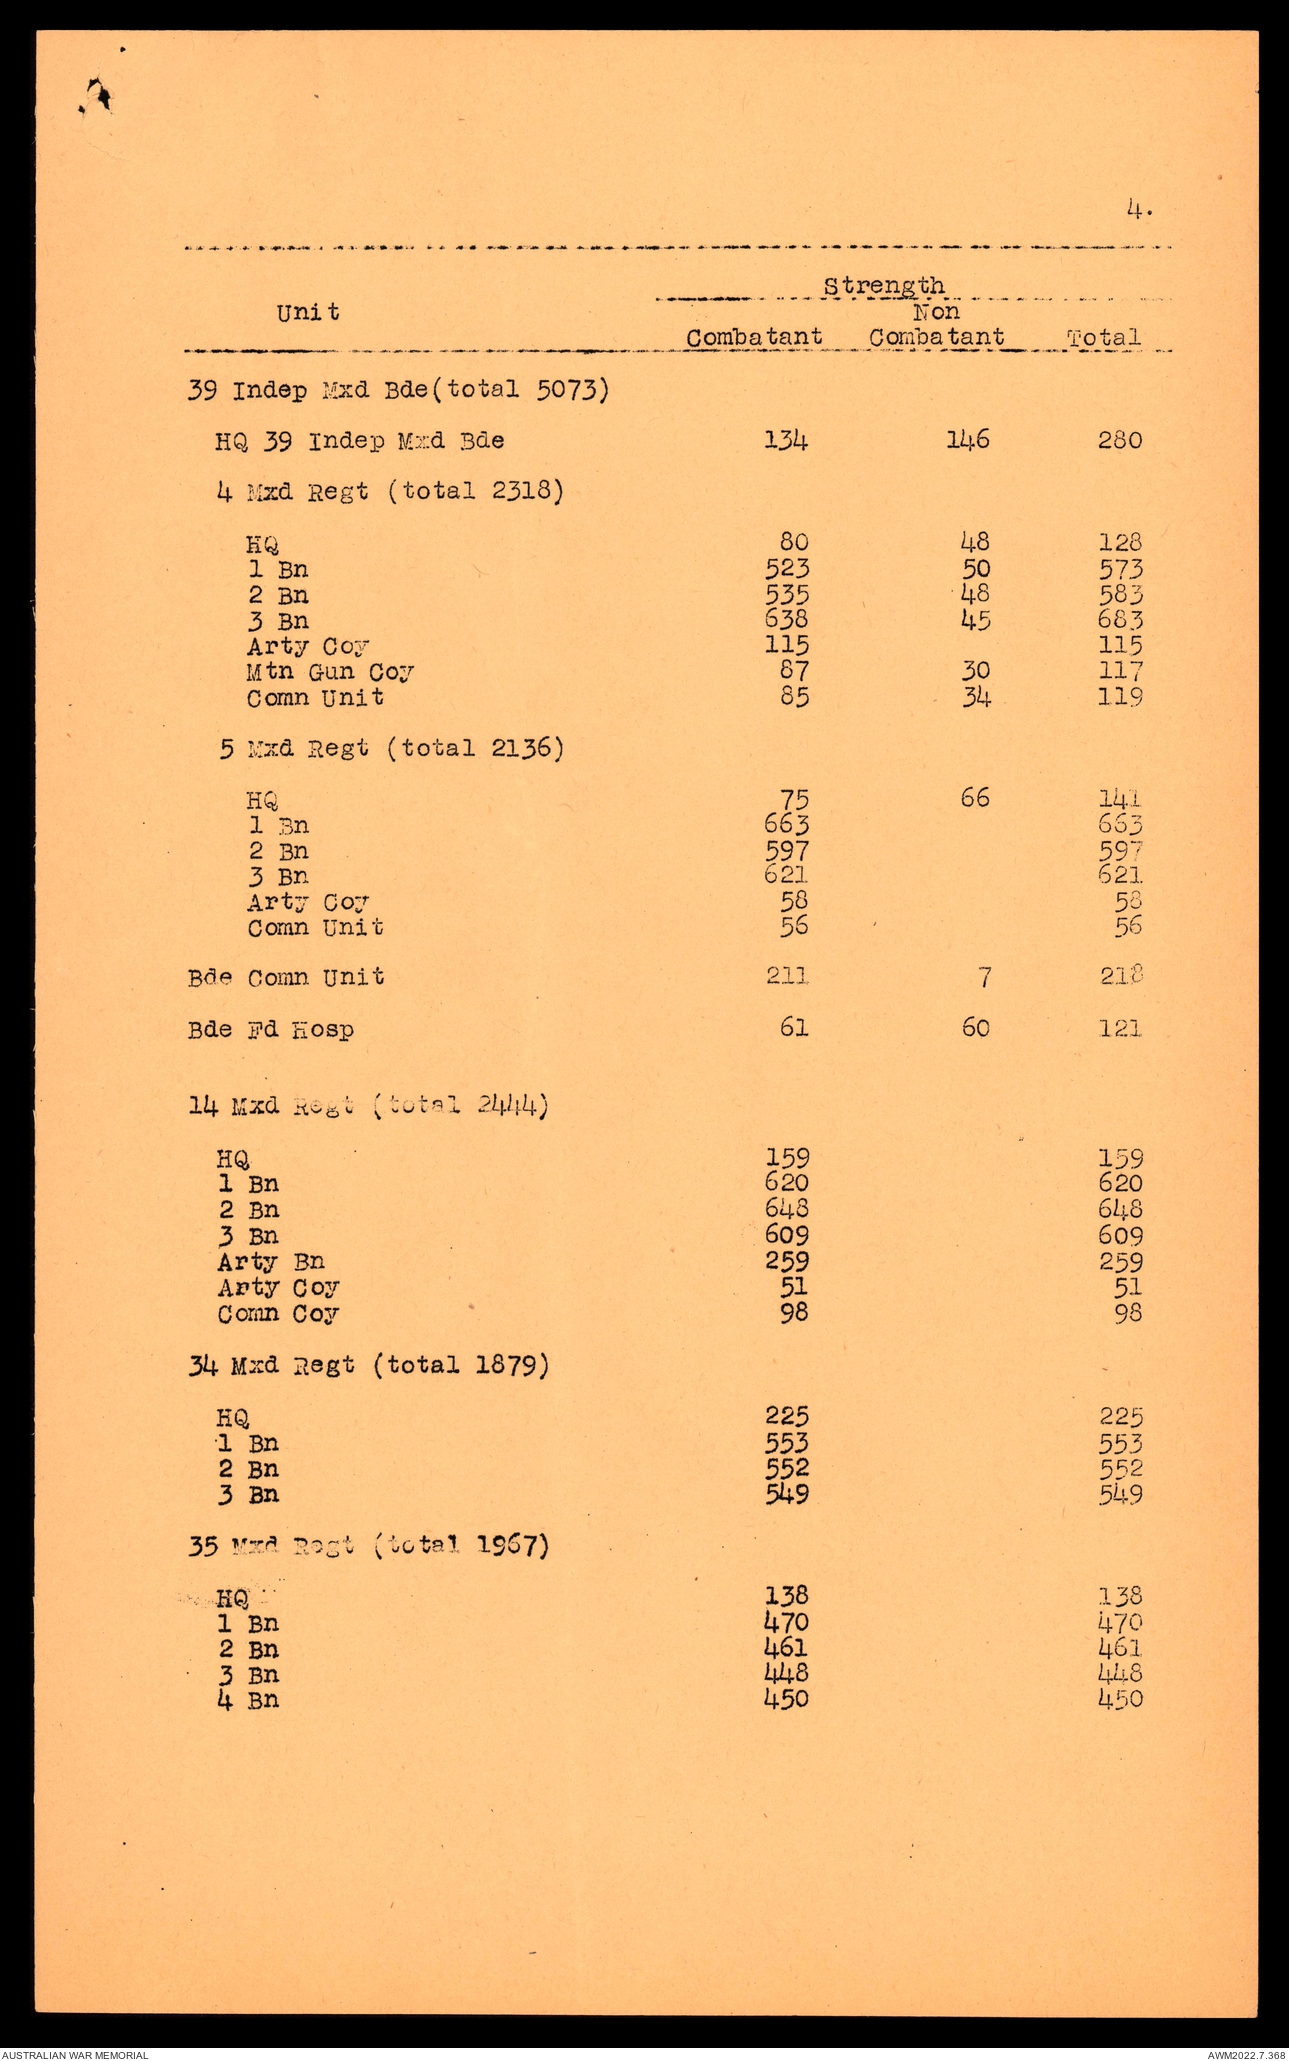 4.
Strength
Unit Non
Combatant Combatant Total
39 Indep Mxd Bde(total 5073)
HQ 39 Indep Mxd Bde 134 146 280
4 Mxd Regt (total 2318)
HQ 80 48 128
1 Bn 523 50 573
2 Bn 535 48 583
3 Bn 638 45 683
Arty Coy 115 115
Mtn Gun Coy 87 30 117
Comn Unit 85 34 119
5 Mxd Regt (total 2136)
HQ 75 66 141
1 Bn 663 663
2 Bn 597 597
3 Bn 621 621
Arty Coy 58 58
Comn Unit 56 56
Bde Comn Unit 211 7 218
Bde Fd Hosp 61 60 121
14 Mxd Regt (total 2444)
HQ 159 159
1 Bn 620 620
2 Bn 648 648
3 Bn 609 609
Arty Bn 259 259
Arty Coy 51 51
Comn Coy 98 98
34 Mxd Regt (total 1879)
HQ 225 225
1 Bn 553 553
2 Bn 552 552
3 Bn 549 549
35 Mxd Regt (total 1967)
HQ 138 138
1 Bn 470 470
2 Bn 461 461
3 Bn 448 448
4 Bn 450 450
AUSTRALIAN WAR MEMORIAL AWM2022.7.368